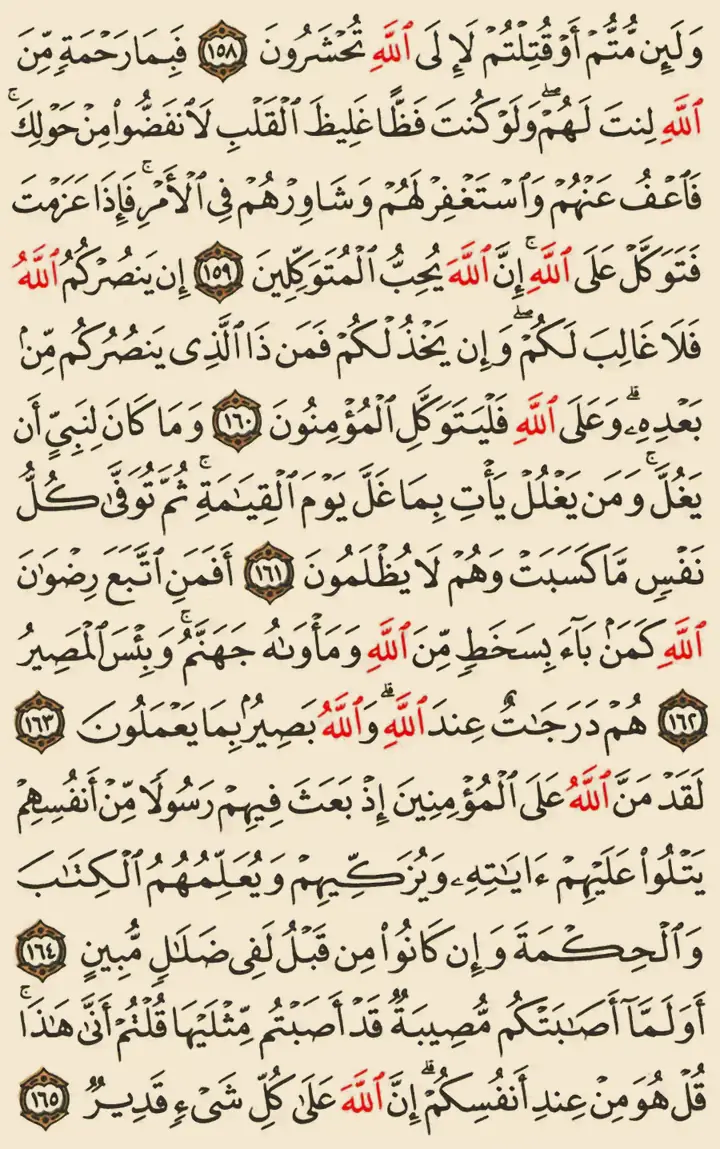 وَلَئِن مُّتُّمْ أَوْ قُتِلْتُمْ لَإِلَى ٱللَّهِ تُحْشَرُونَ ١٥٨ فَبِمَا رَحْمَةٍ مِّنَ
ٱللَّهِ لِنتَ لَهُمْ ۖ وَلَوْ كُنتَ فَظًّا غَلِيظَ ٱلْقَلْبِ لَٱنفَضُّوا۟ مِنْ حَوْلِكَ ۖ
فَٱعْفُ عَنْهُمْ وَٱسْتَغْفِرْ لَهُمْ وَشَاوِرْهُمْ فِى ٱلْأَمْرِ ۖ فَإِذَا عَزَمْتَ
فَتَوَكَّلْ عَلَى ٱللَّهِ ۚ إِنَّ ٱللَّهَ يُحِبُّ ٱلْمُتَوَكِّلِينَ ١٥٩ إِن يَنصُرْكُمُ ٱللَّهُ
فَلَا غَالِبَ لَكُمْ ۖ وَإِن يَخْذُلْكُمْ فَمَن ذَا ٱلَّذِى يَنصُرُكُم مِّنۢ
بَعْدِهِۦ ۗ وَعَلَى ٱللَّهِ فَلْيَتَوَكَّلِ ٱلْمُؤْمِنُونَ ١٦٠ وَمَا كَانَ لِنَبِىٍّ أَن
يَغُلَّ ۚ وَمَن يَغْلُلْ يَأْتِ بِمَا غَلَّ يَوْمَ ٱلْقِيَـٰمَةِ ۚ ثُمَّ تُوَفَّىٰ كُلُّ
نَفْسٍ مَّا كَسَبَتْ وَهُمْ لَا يُظْلَمُونَ ١٦١ أَفَمَنِ ٱتَّبَعَ رِضْوَٰنَ
ٱللَّهِ كَمَنۢ بَآءَ بِسَخَطٍ مِّنَ ٱللَّهِ وَمَأْوَىٰهُ جَهَنَّمُ ۚ وَبِئْسَ ٱلْمَصِيرُ
١٦٢ هُمْ دَرَجَـٰتٌ عِندَ ٱللَّهِ ۗ وَٱللَّهُ بَصِيرٌۢ بِمَا يَعْمَلُونَ ١٦٣
لَقَدْ مَنَّ ٱللَّهُ عَلَى ٱلْمُؤْمِنِينَ إِذْ بَعَثَ فِيهِمْ رَسُولًا مِّنْ أَنفُسِهِمْ
يَتْلُوا۟ عَلَيْهِمْ ءَايَـٰتِهِۦ وَيُزَكِّيهِمْ وَيُعَلِّمُهُمُ ٱلْكِتَـٰبَ
وَٱلْحِكْمَةَ وَإِن كَانُوا۟ مِن قَبْلُ لَفِى ضَلَـٰلٍ مُّبِينٍ ١٦٤
أَوَلَمَّآ أَصَـٰبَتْكُم مُّصِيبَةٌ قَدْ أَصَبْتُم مِّثْلَيْهَا قُلْتُمْ أَنَّىٰ هَـٰذَا ۖ
قُلْ هُوَ مِنْ عِندِ أَنفُسِكُمْ ۗ إِنَّ ٱللَّهَ عَلَىٰ كُلِّ شَىْءٍ قَدِيرٌ ١٦٥